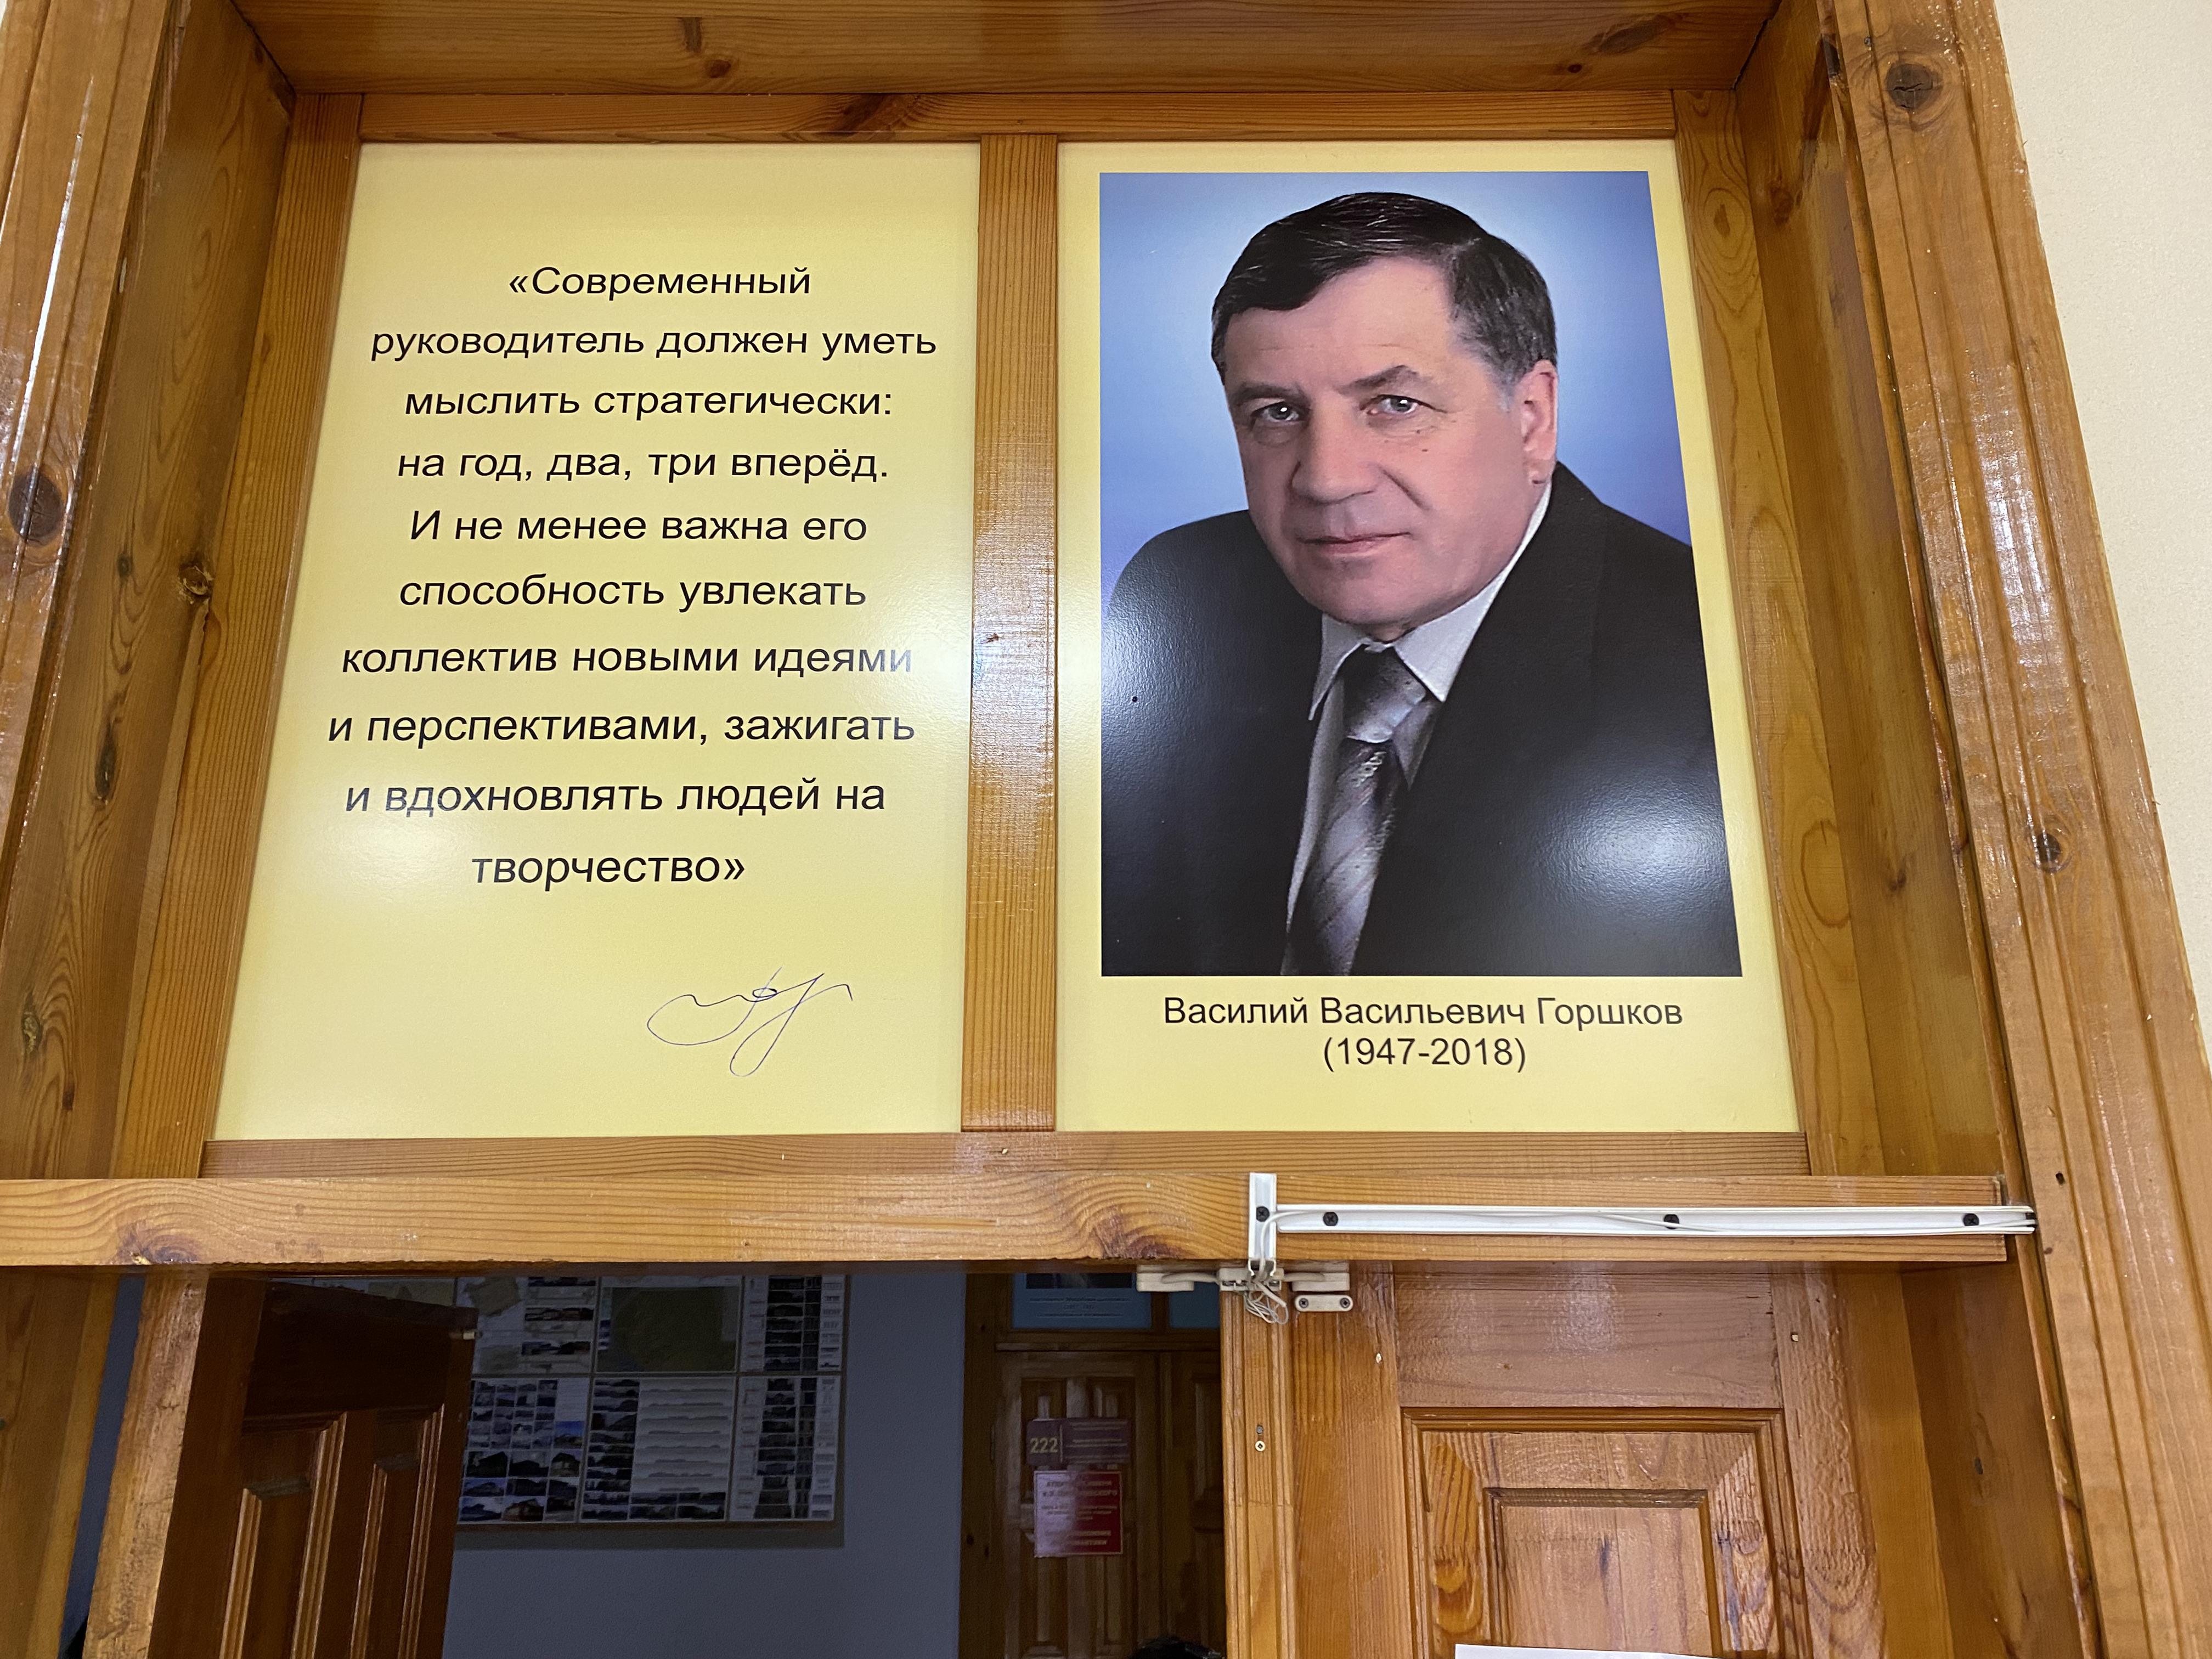 «Современный
руководитель должен уметь
мыслить стратегически:
на год, два, три вперёд.
И не менее важна его
способность увлекать
коллектив новыми идеями
и перспективами, зажигать
и вдохновлять людей на
творчество»
Василий Васильевич Горшков
(1947-2018)
222